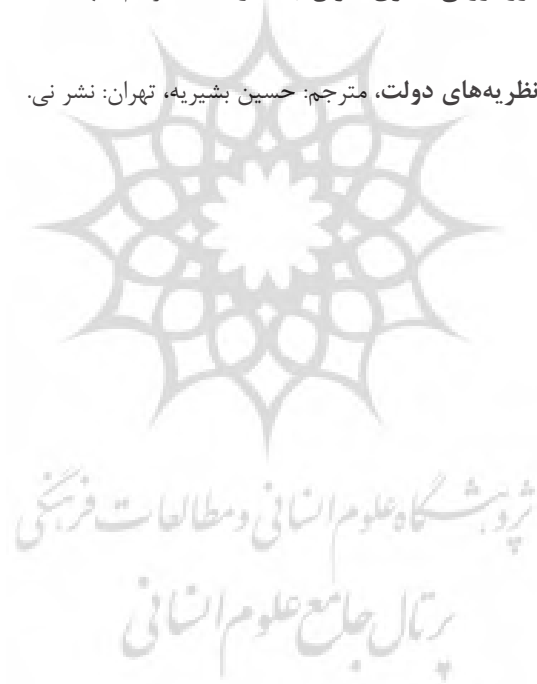 نظریه‌های دولت، مترجم: حسین بشیریه، تهران: نشر نی.
پژوهشگاه علوم انسانی و مطالعات فرهنگی
پرتال جامع علوم انسانی